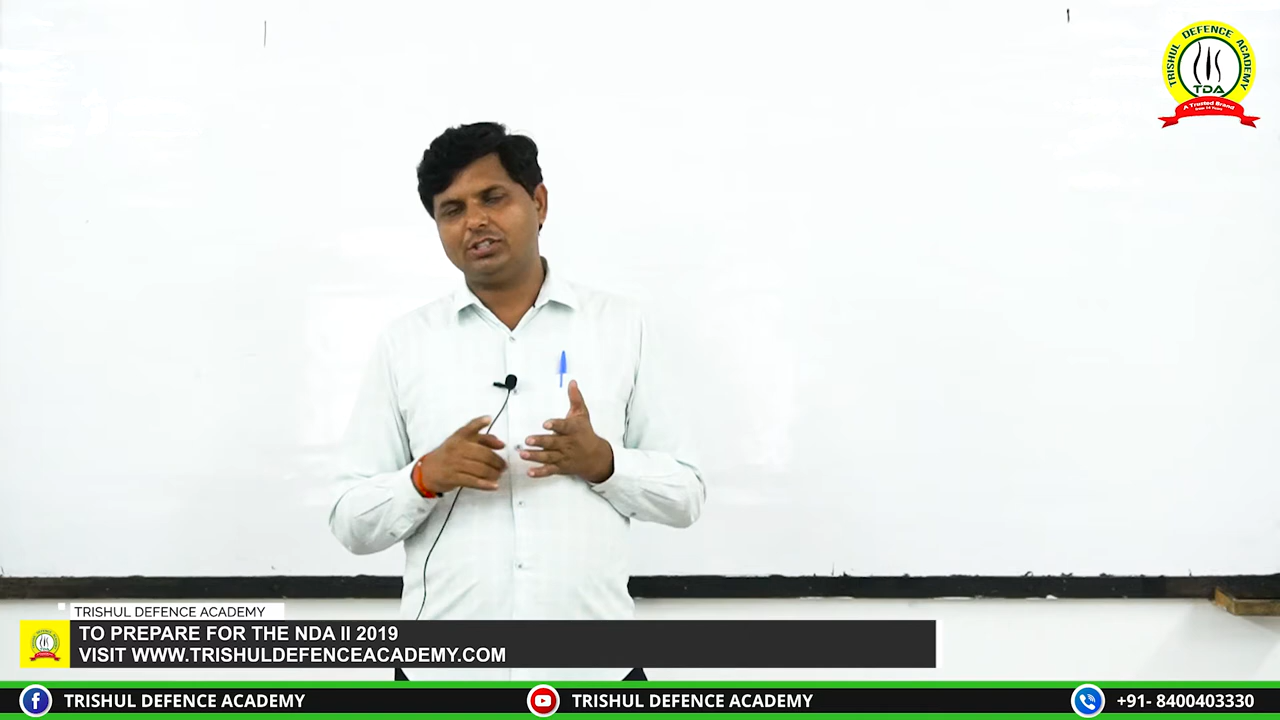 TRISHUL DEFENCE ACADEMY
TDA
A Trusted Brand
TRISHUL DEFENCE ACADEMY
TO PREPARE FOR THE NDA II 2019
VISIT WWW.TRISHULDEFENCEACADEMY.COM
TRISHUL DEFENCE ACADEMY
TRISHUL DEFENCE ACADEMY
+91- 8400403330